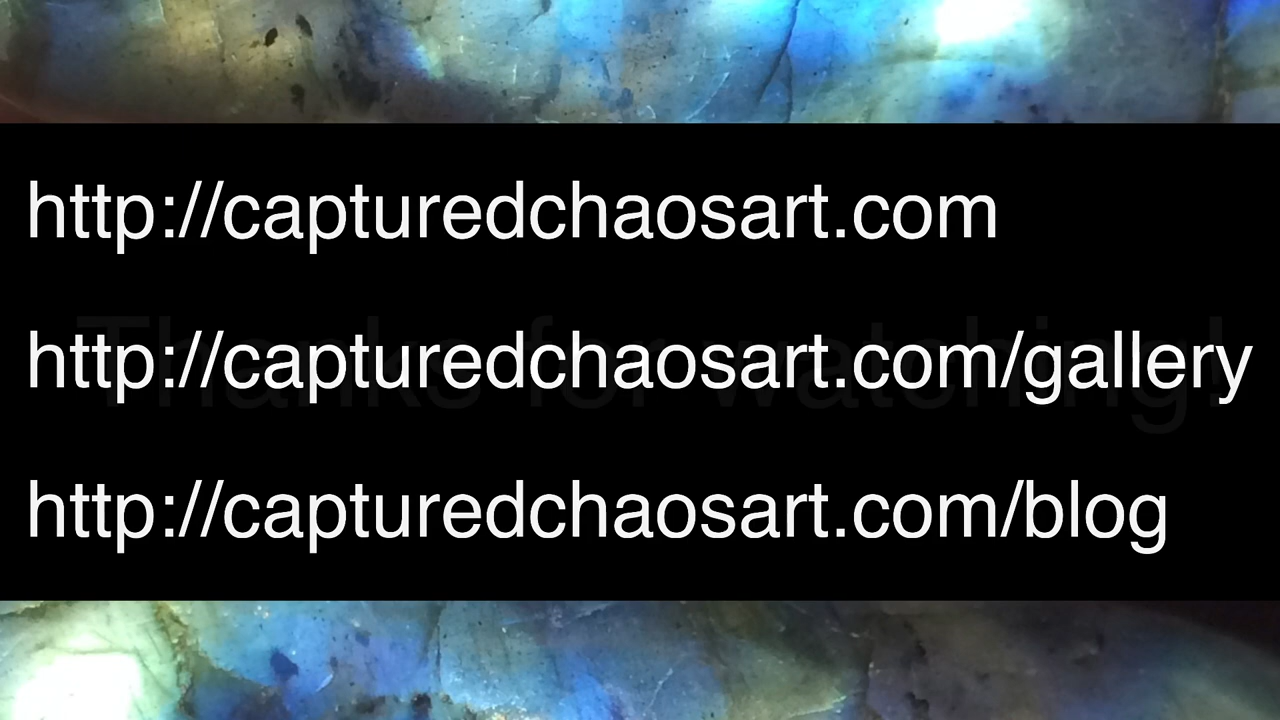 http://capturedchaosart.com
Thanks for watching!
http://capturedchaosart.com/gallery
http://capturedchaosart.com/blog